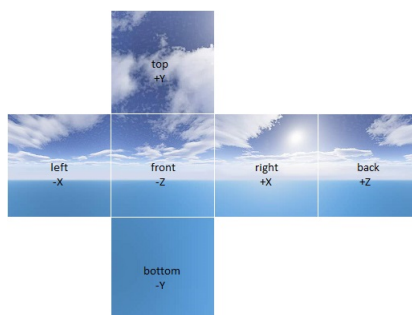 top
+Y
left
-X
front
-Z
right
+X
back
+Z
bottom
-Y